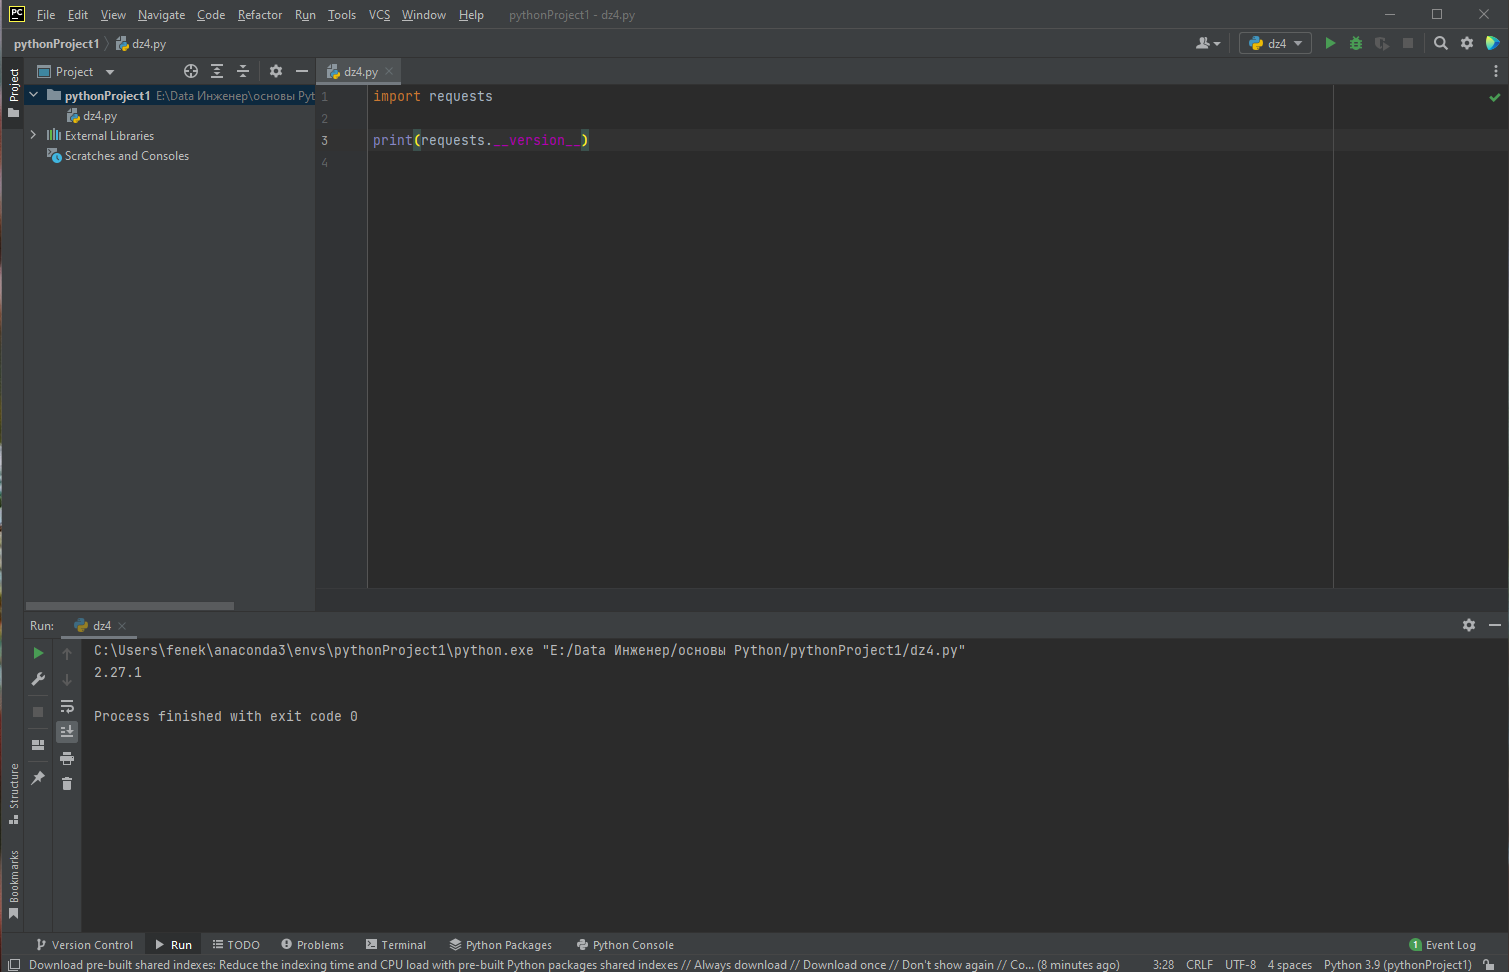 PC File Edit View Navigate Code Refactor Run Tools VCS Window Help pythonProject1 - dz4.py
pythonProject1 dz4.py dz4
Project
Project dz4.py
pythonProject1 E:\Data Инженер\основы Pyt
dz4.py
External Libraries
Scratches and Consoles
1 import requests
2
3 print(requests.__version__)
4
Run: dz4
C:\Users\fenek\anaconda3\envs\pythonProject1\python.exe "E:/Data Инженер/основы Python/pythonProject1/dz4.py"
2.27.1
Process finished with exit code 0
Structure
Bookmarks
Version Control Run TODO Problems Terminal Python Packages Python Console 1 Event Log
Download pre-built shared indexes: Reduce the indexing time and CPU load with pre-built Python packages shared indexes // Always download // Download once // Don't show again // Co... (8 minutes ago) 3:28 CRLF UTF-8 4 spaces Python 3.9 (pythonProject1)